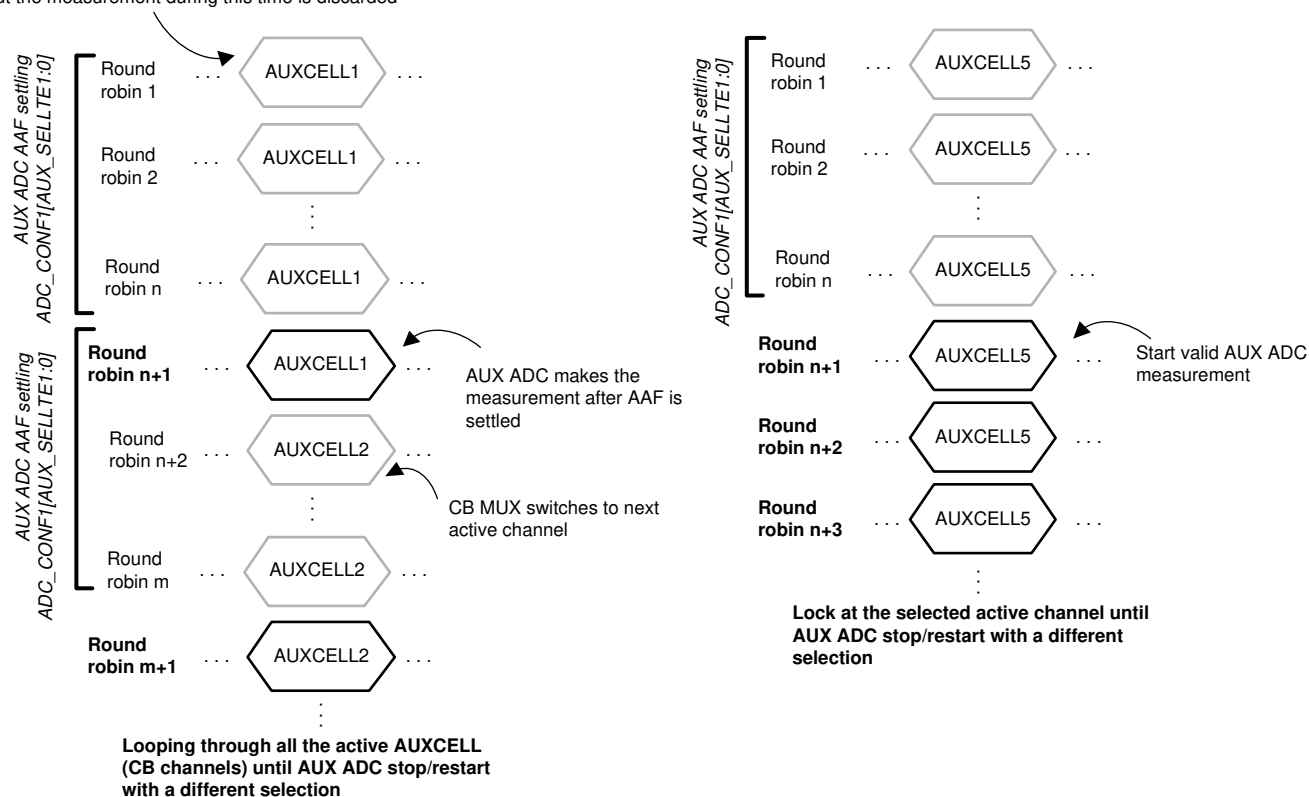 the measurement during this time is discarded
AUX ADC AAF settling
ADC_CONF1[AUX_SELLTE1:0]
Round
robin 1
. . .
AUXCELL1
. . .
Round
robin 2
. . .
AUXCELL1
. . .
Round
robin n
. . .
AUXCELL1
. . .
AUX ADC AAF settling
ADC_CONF1[AUX_SELLTE1:0]
Round
robin n+1
. . .
AUXCELL1
. . .
AUX ADC makes the
measurement after AAF is
settled
Round
robin n+2
. . .
AUXCELL2
. . .
CB MUX switches to next
active channel
Round
robin m
. . .
AUXCELL2
. . .
Round
robin m+1
. . .
AUXCELL2
. . .
Looping through all the active AUXCELL
(CB channels) until AUX ADC stop/restart
with a different selection
AUX ADC AAF settling
ADC_CONF1[AUX_SELLTE1:0]
Round
robin 1
. . .
AUXCELL5
. . .
Round
robin 2
. . .
AUXCELL5
. . .
Round
robin n
. . .
AUXCELL5
. . .
Round
robin n+1
. . .
AUXCELL5
. . .
Start valid AUX ADC
measurement
Round
robin n+2
. . .
AUXCELL5
. . .
Round
robin n+3
. . .
AUXCELL5
. . .
Lock at the selected active channel until
AUX ADC stop/restart with a different
selection